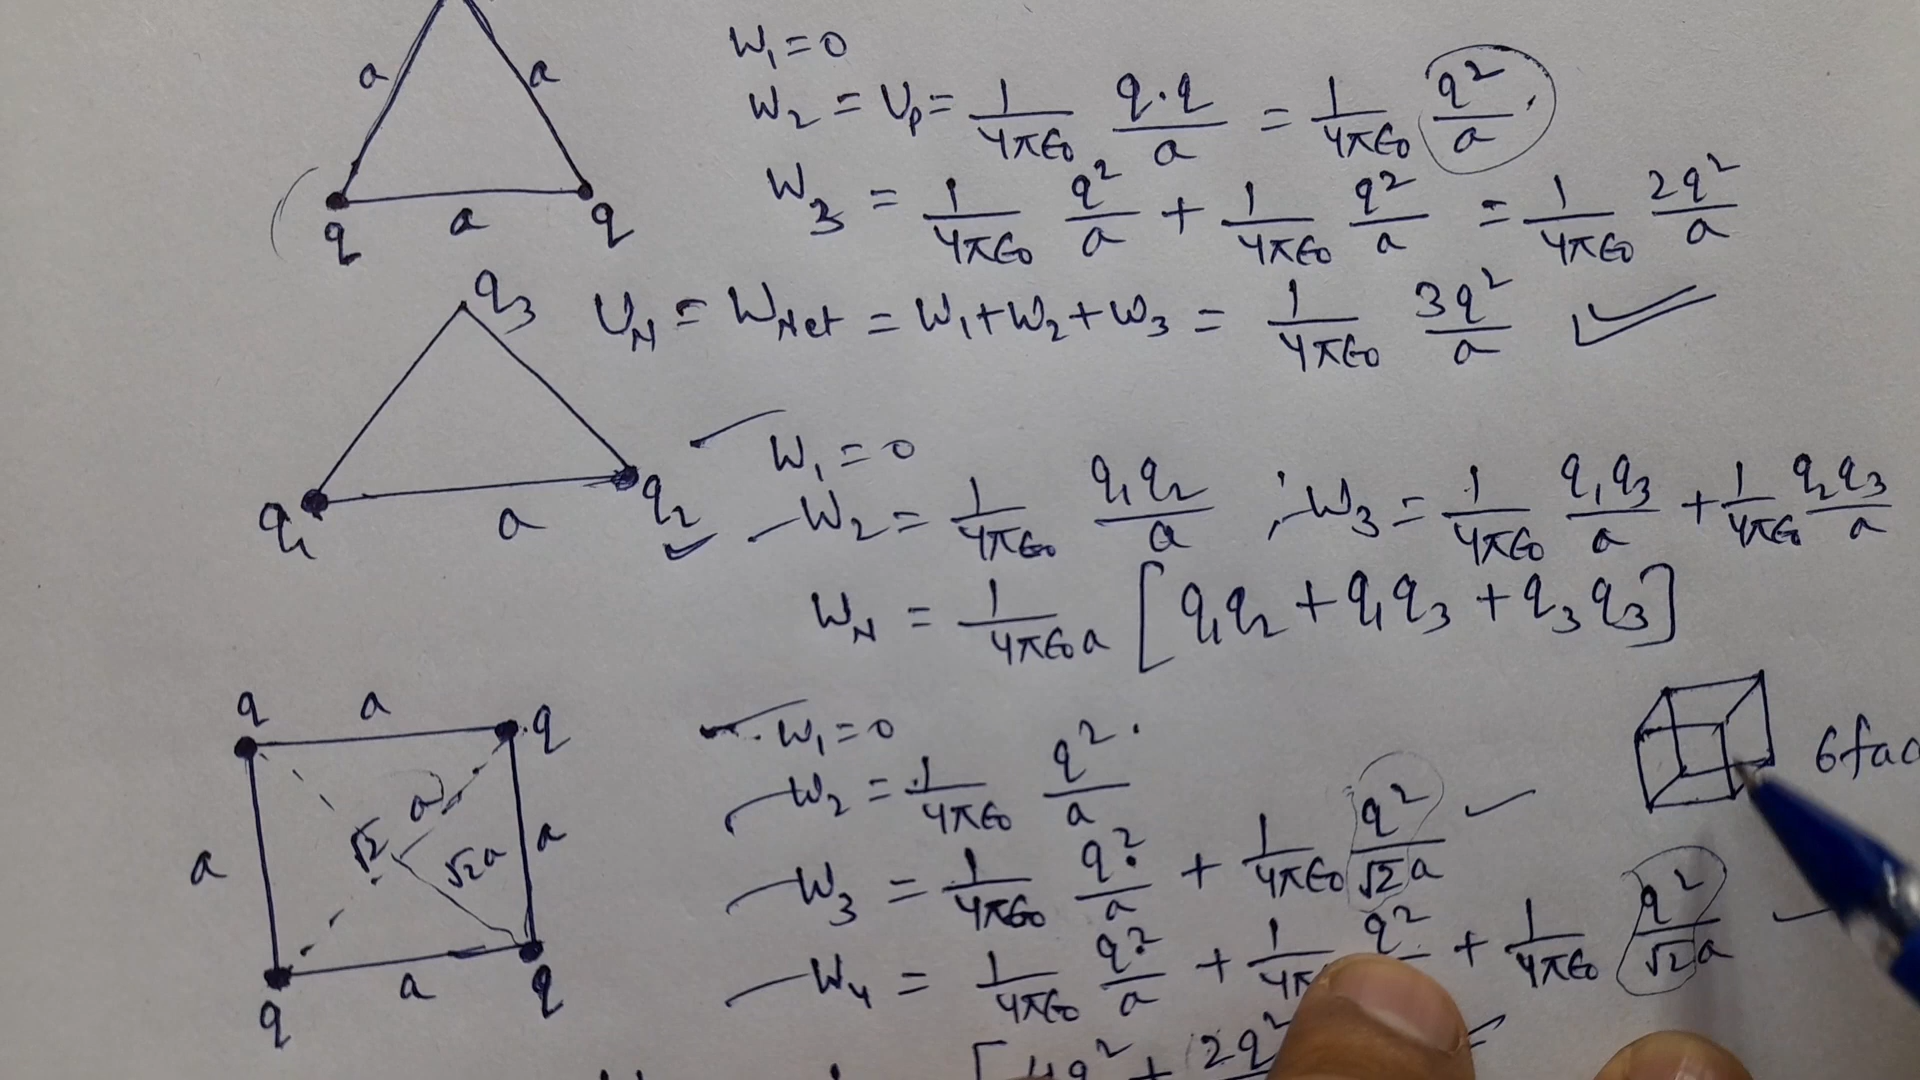 a a
q a q
W₁ = 0
W₂ = Uₚ = 1/4πϵ₀ q·q/a = 1/4πϵ₀ q²/a
W₃ = 1/4πϵ₀ q²/a + 1/4πϵ₀ q²/a = 1/4πϵ₀ 2q²/a
U_N = W_Net = W₁+W₂+W₃ = 1/4πϵ₀ 3q²/a
q₃
q₁ a q₂
W₁ = 0
W₂ = 1/4πϵ₀ q₁q₂/a ; W₃ = 1/4πϵ₀ q₁q₃/a + 1/4πϵ₀ q₂q₃/a
W_N = 1/4πϵ₀a [q₁q₂ + q₁q₃ + q₃q₃]
q a q
a √2 a √2a a
q a q
W₁ = 0
W₂ = 1/4πϵ₀ q²/a
W₃ = 1/4πϵ₀ q²/a + 1/4πϵ₀ q²/√2a
W₄ = 1/4πϵ₀ q²/a + 1/4π q² + 1/4πϵ₀ q²/√2a
[4q² + 2q²
6fac